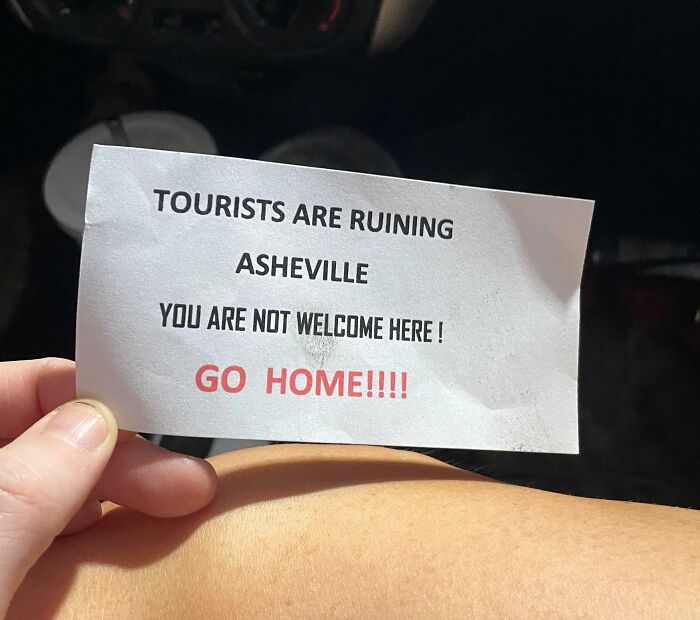 TOURISTS ARE RUINING
ASHEVILLE
YOU ARE NOT WELCOME HERE !
GO HOME!!!!